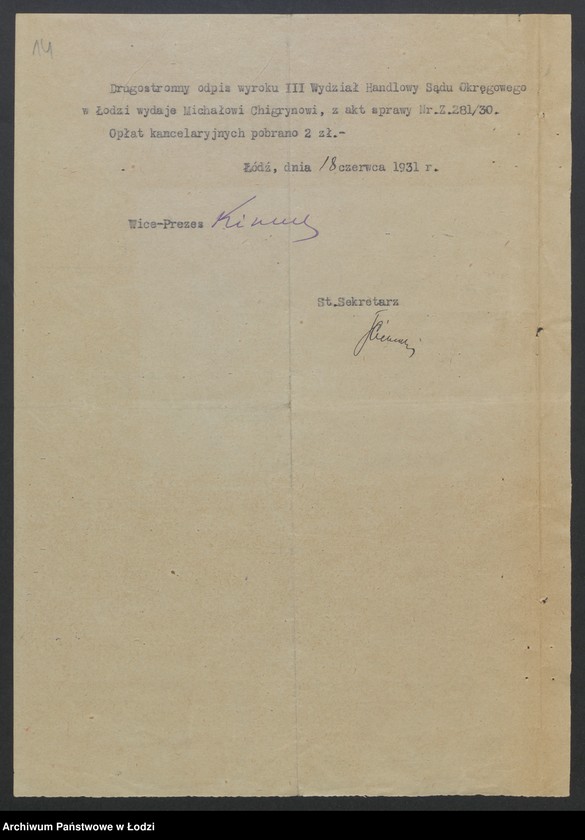 14
Drugostronny odpis wyroku III Wydział Handlowy Sądu Okręgowego
w Łodzi wydaje Michałowi Chigrynowi, z akt sprawy Nr.Z.281/30.
Opłat kancelaryjnych pobrano 2 zł.-
Łódź, dnia 18 czerwca 1931 r.
Wice-Prezes
St.Sekretarz
Archiwum Państwowe w Łodzi